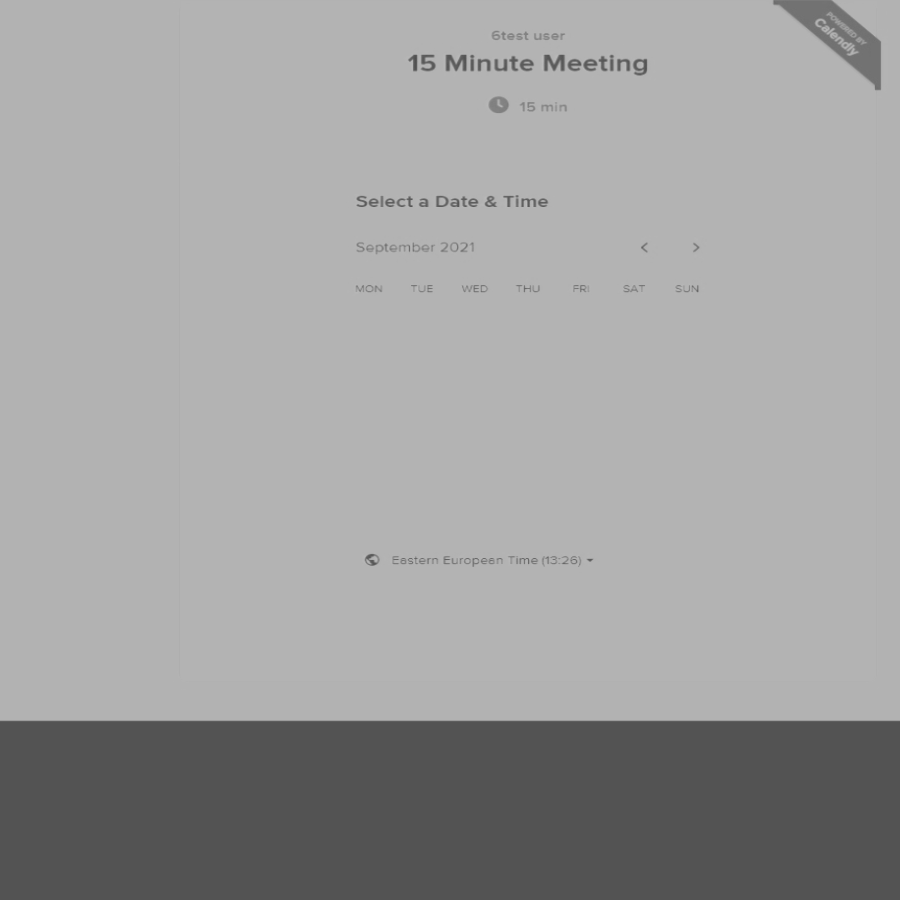 6test user
15 Minute Meeting
15 min
POWERED BY
Calendly
Select a Date & Time
September 2021
MON TUE WED THU FRI SAT SUN
Eastern European Time (13:26)